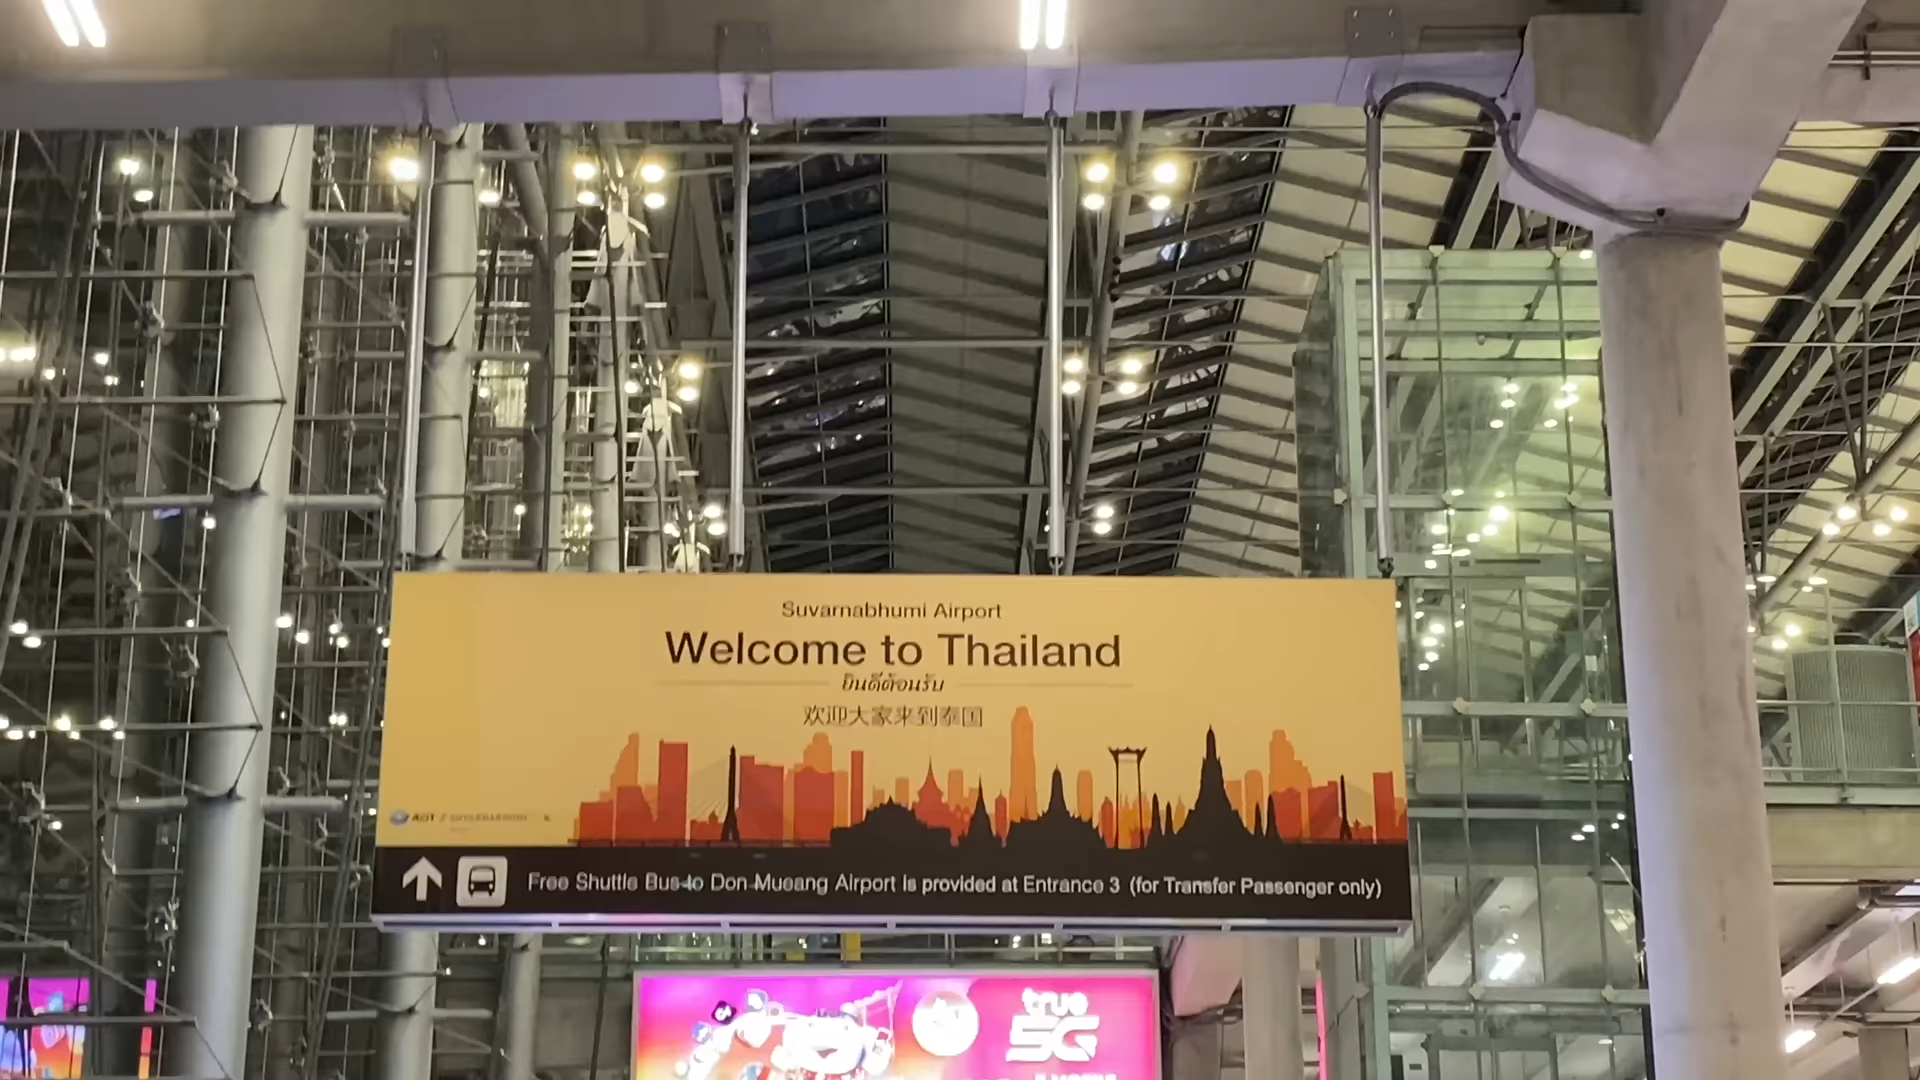 Suvarnabhumi Airport
Welcome to Thailand
ยินดีต้อนรับ
欢迎大家来到泰国
AOT
Free Shuttle Bus to Don Mueang Airport is provided at Entrance 3 (for Transfer Passenger only)
true
5G